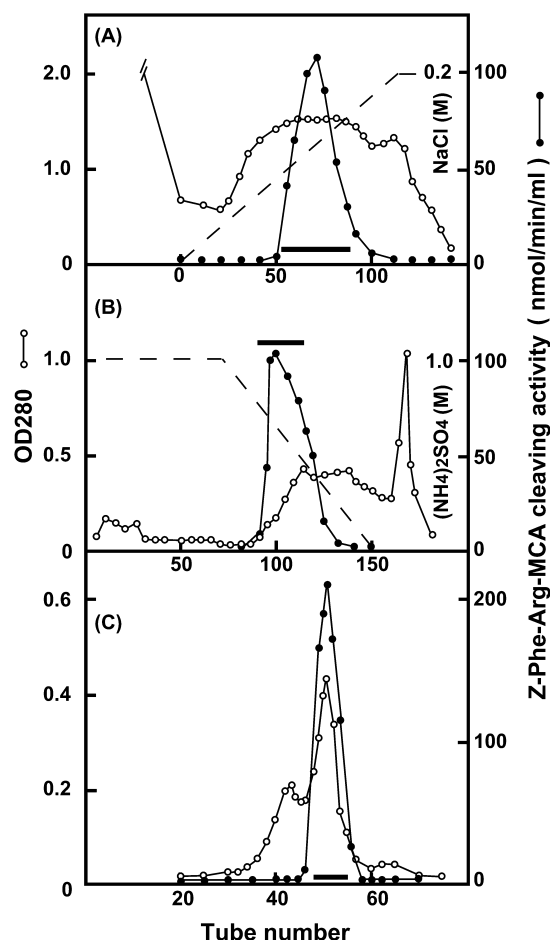 (A)
2.0
1.0
0
0.2
NaCl (M)
100
50
0
0 50 100
(B)
1.0
0.5
0
1.0
(NH4)2SO4 (M)
100
50
0
50 100 150
(C)
0.6
0.4
0.2
0
200
100
0
20 40 60
Tube number
OD280
Z-Phe-Arg-MCA cleaving activity ( nmol/min/ml )